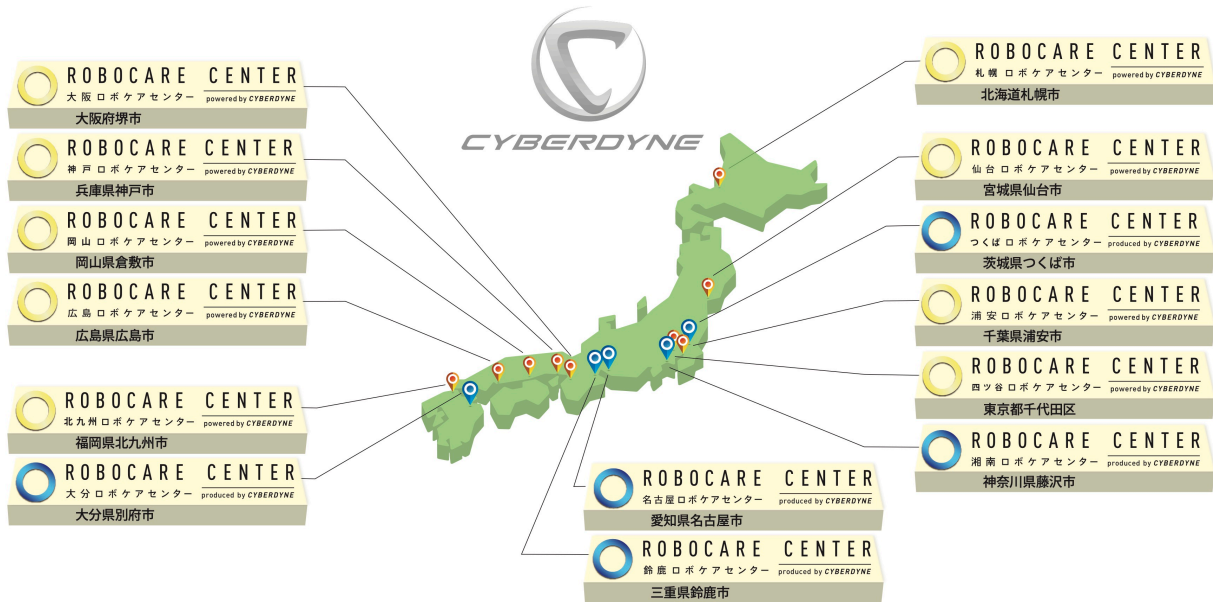 CYBERDYNE
ROBOCARE CENTER
大阪ロボケアセンター powered by CYBERDYNE
大阪府堺市
ROBOCARE CENTER
神戸ロボケアセンター powered by CYBERDYNE
兵庫県神戸市
ROBOCARE CENTER
岡山ロボケアセンター powered by CYBERDYNE
岡山県倉敷市
ROBOCARE CENTER
広島ロボケアセンター powered by CYBERDYNE
広島県広島市
ROBOCARE CENTER
北九州ロボケアセンター powered by CYBERDYNE
福岡県北九州市
ROBOCARE CENTER
大分ロボケアセンター produced by CYBERDYNE
大分県別府市
ROBOCARE CENTER
札幌ロボケアセンター powered by CYBERDYNE
北海道札幌市
ROBOCARE CENTER
仙台ロボケアセンター powered by CYBERDYNE
宮城県仙台市
ROBOCARE CENTER
つくばロボケアセンター produced by CYBERDYNE
茨城県つくば市
ROBOCARE CENTER
浦安ロボケアセンター powered by CYBERDYNE
千葉県浦安市
ROBOCARE CENTER
四ツ谷ロボケアセンター powered by CYBERDYNE
東京都千代田区
ROBOCARE CENTER
湘南ロボケアセンター produced by CYBERDYNE
神奈川県藤沢市
ROBOCARE CENTER
名古屋ロボケアセンター produced by CYBERDYNE
愛知県名古屋市
ROBOCARE CENTER
鈴鹿ロボケアセンター produced by CYBERDYNE
三重県鈴鹿市